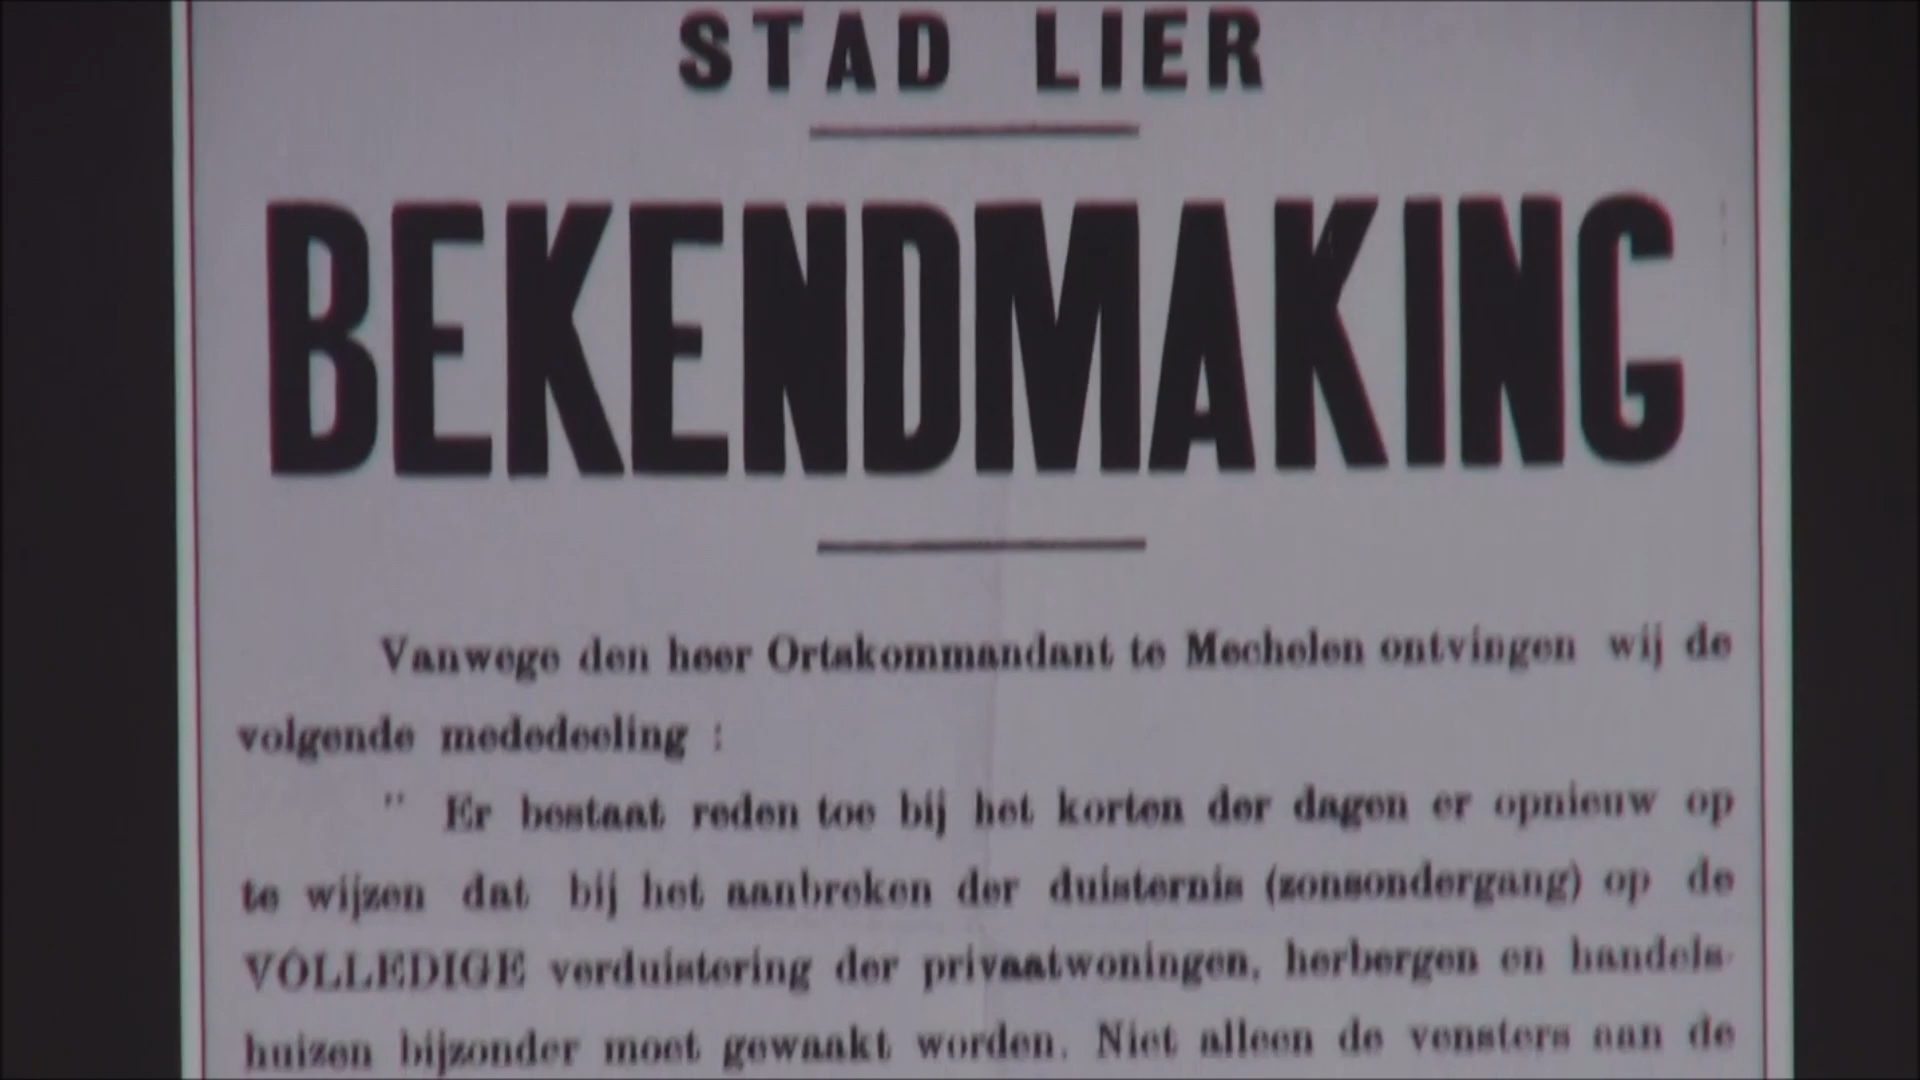 STAD LIER
BEKENDMAKING
Vanwege den heer Ortskommandant te Mechelen ontvingen wij de
volgende mededeeling :
" Er bestaat reden toe bij het korten der dagen er opnieuw op
te wijzen dat bij het aanbreken der duisternis (zonsondergang) op de
VOLLEDIGE verduistering der privaatwoningen, herbergen en handels-
huizen bijzonder moet gewaakt worden. Niet alleen de vensters aan de